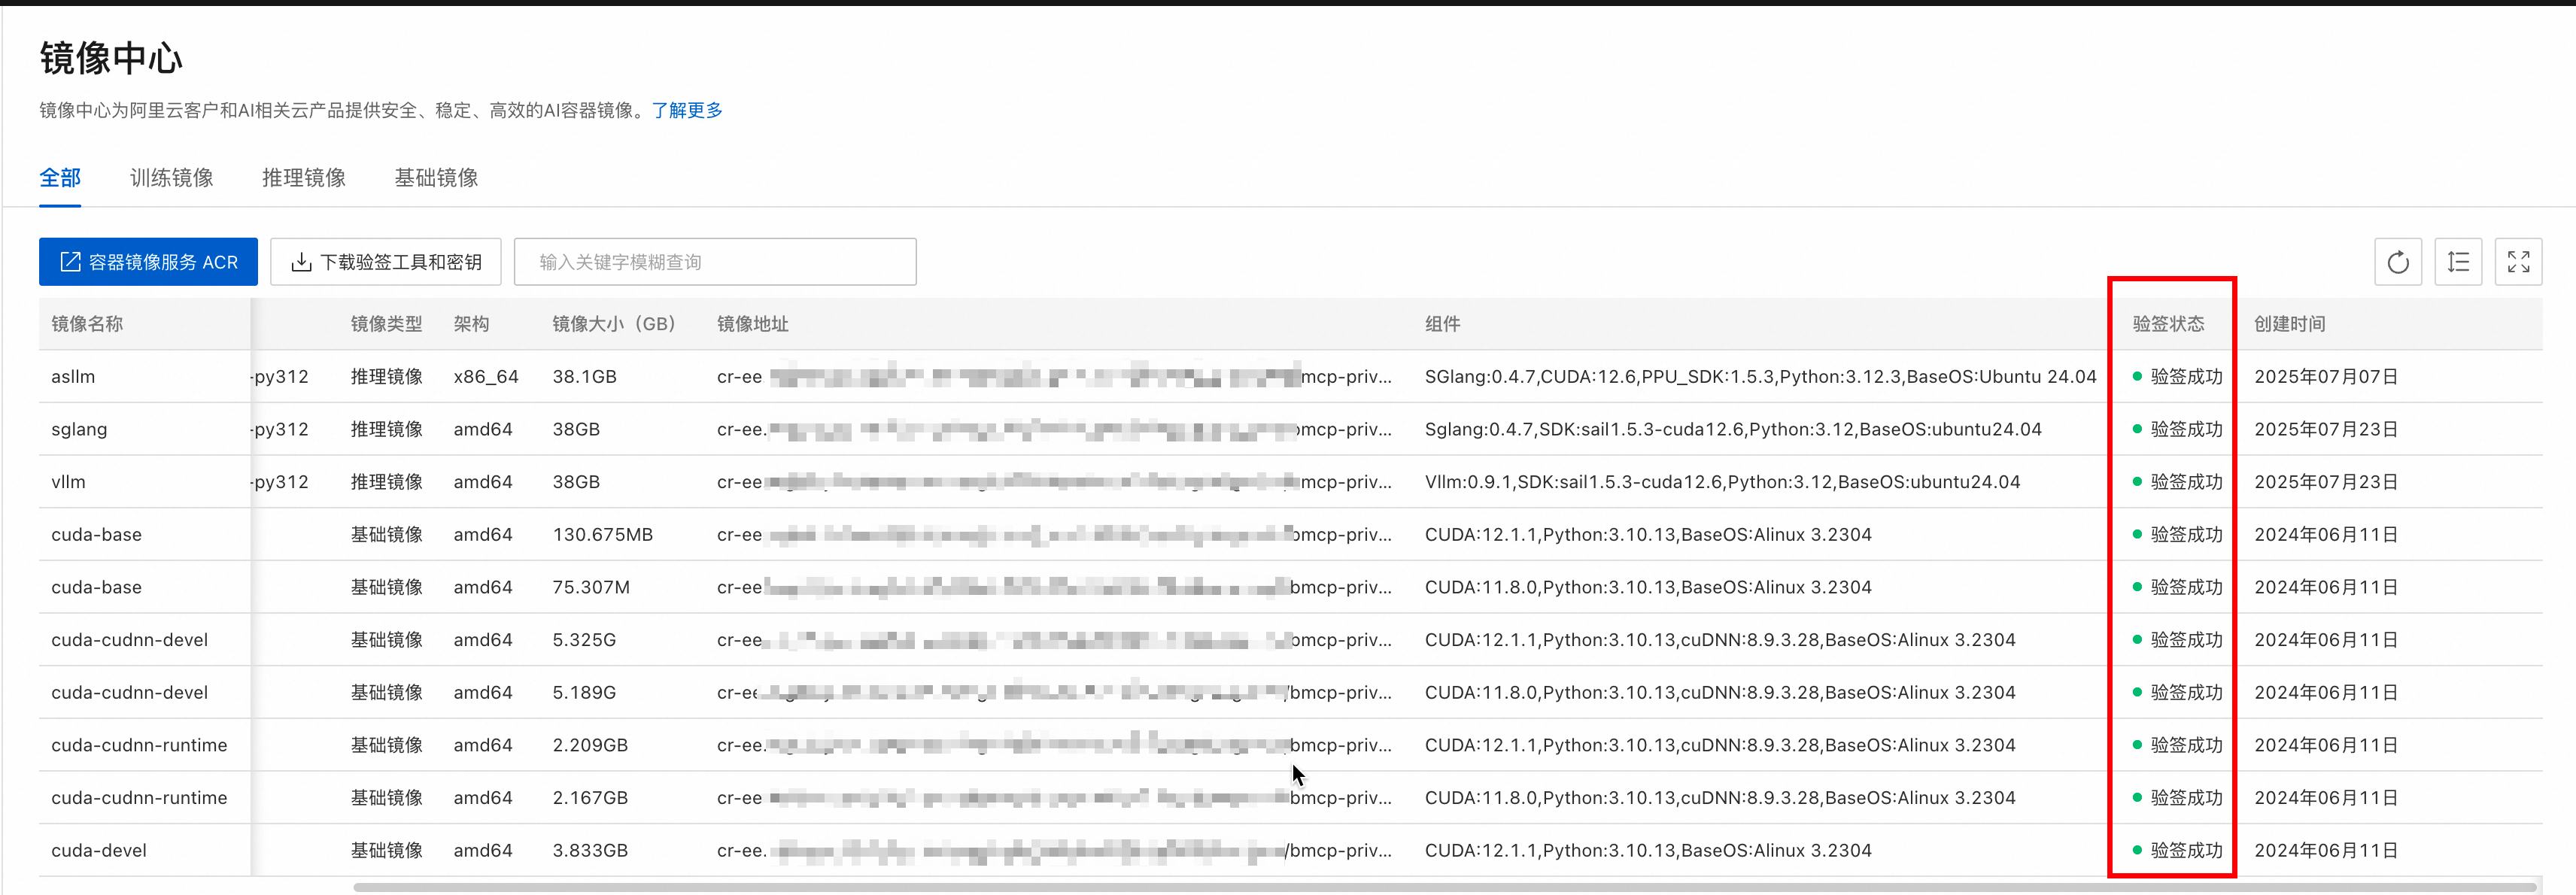 镜像中心
镜像中心为阿里云客户和AI相关云产品提供安全、稳定、高效的AI容器镜像。了解更多
全部 训练镜像 推理镜像 基础镜像
容器镜像服务 ACR 下载验签工具和密钥 输入关键字模糊查询
镜像名称 镜像类型 架构 镜像大小（GB） 镜像地址 组件 验签状态 创建时间
asllm -py312 推理镜像 x86_64 38.1GB cr-ee mcp-priv... SGlang:0.4.7,CUDA:12.6,PPU_SDK:1.5.3,Python:3.12.3,BaseOS:Ubuntu 24.04 验签成功 2025年07月07日
sglang -py312 推理镜像 amd64 38GB cr-ee. mcp-priv... Sglang:0.4.7,SDK:sail1.5.3-cuda12.6,Python:3.12,BaseOS:ubuntu24.04 验签成功 2025年07月23日
vllm -py312 推理镜像 amd64 38GB cr-ee mcp-priv... Vllm:0.9.1,SDK:sail1.5.3-cuda12.6,Python:3.12,BaseOS:ubuntu24.04 验签成功 2025年07月23日
cuda-base 基础镜像 amd64 130.675MB cr-ee bmcp-priv... CUDA:12.1.1,Python:3.10.13,BaseOS:Alinux 3.2304 验签成功 2024年06月11日
cuda-base 基础镜像 amd64 75.307M cr-ee bmcp-priv... CUDA:11.8.0,Python:3.10.13,BaseOS:Alinux 3.2304 验签成功 2024年06月11日
cuda-cudnn-devel 基础镜像 amd64 5.325G cr-ee bmcp-priv... CUDA:12.1.1,Python:3.10.13,cuDNN:8.9.3.28,BaseOS:Alinux 3.2304 验签成功 2024年06月11日
cuda-cudnn-devel 基础镜像 amd64 5.189G cr-ee /bmcp-priv... CUDA:11.8.0,Python:3.10.13,cuDNN:8.9.3.28,BaseOS:Alinux 3.2304 验签成功 2024年06月11日
cuda-cudnn-runtime 基础镜像 amd64 2.209GB cr-ee. bmcp-priv... CUDA:12.1.1,Python:3.10.13,cuDNN:8.9.3.28,BaseOS:Alinux 3.2304 验签成功 2024年06月11日
cuda-cudnn-runtime 基础镜像 amd64 2.167GB cr-ee bmcp-priv... CUDA:11.8.0,Python:3.10.13,cuDNN:8.9.3.28,BaseOS:Alinux 3.2304 验签成功 2024年06月11日
cuda-devel 基础镜像 amd64 3.833GB cr-ee. /bmcp-priv... CUDA:12.1.1,Python:3.10.13,BaseOS:Alinux 3.2304 验签成功 2024年06月11日